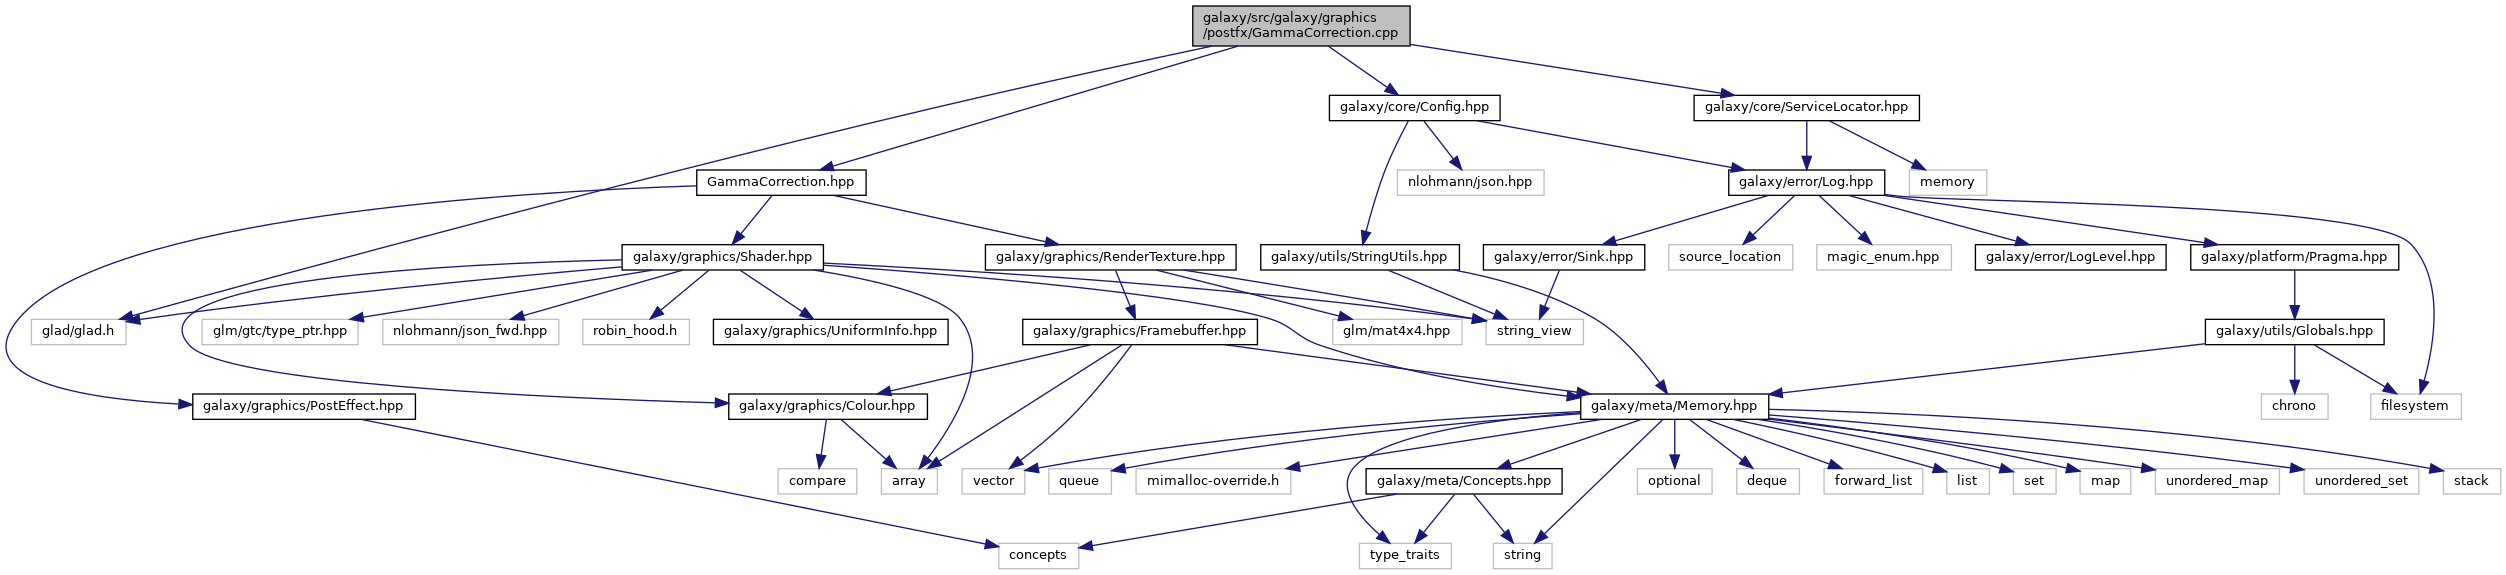 galaxy/src/galaxy/graphics
/postfx/GammaCorrection.cpp
galaxy/core/Config.hpp
galaxy/core/ServiceLocator.hpp
GammaCorrection.hpp
nlohmann/json.hpp
galaxy/error/Log.hpp
memory
galaxy/graphics/Shader.hpp
galaxy/graphics/RenderTexture.hpp
galaxy/utils/StringUtils.hpp
galaxy/error/Sink.hpp
source_location
magic_enum.hpp
galaxy/error/LogLevel.hpp
galaxy/platform/Pragma.hpp
glad/glad.h
glm/gtc/type_ptr.hpp
nlohmann/json_fwd.hpp
robin_hood.h
galaxy/graphics/UniformInfo.hpp
galaxy/graphics/Framebuffer.hpp
glm/mat4x4.hpp
string_view
galaxy/utils/Globals.hpp
galaxy/graphics/PostEffect.hpp
galaxy/graphics/Colour.hpp
galaxy/meta/Memory.hpp
chrono
filesystem
compare
array
vector
queue
mimalloc-override.h
galaxy/meta/Concepts.hpp
optional
deque
forward_list
list
set
map
unordered_map
unordered_set
stack
concepts
type_traits
string